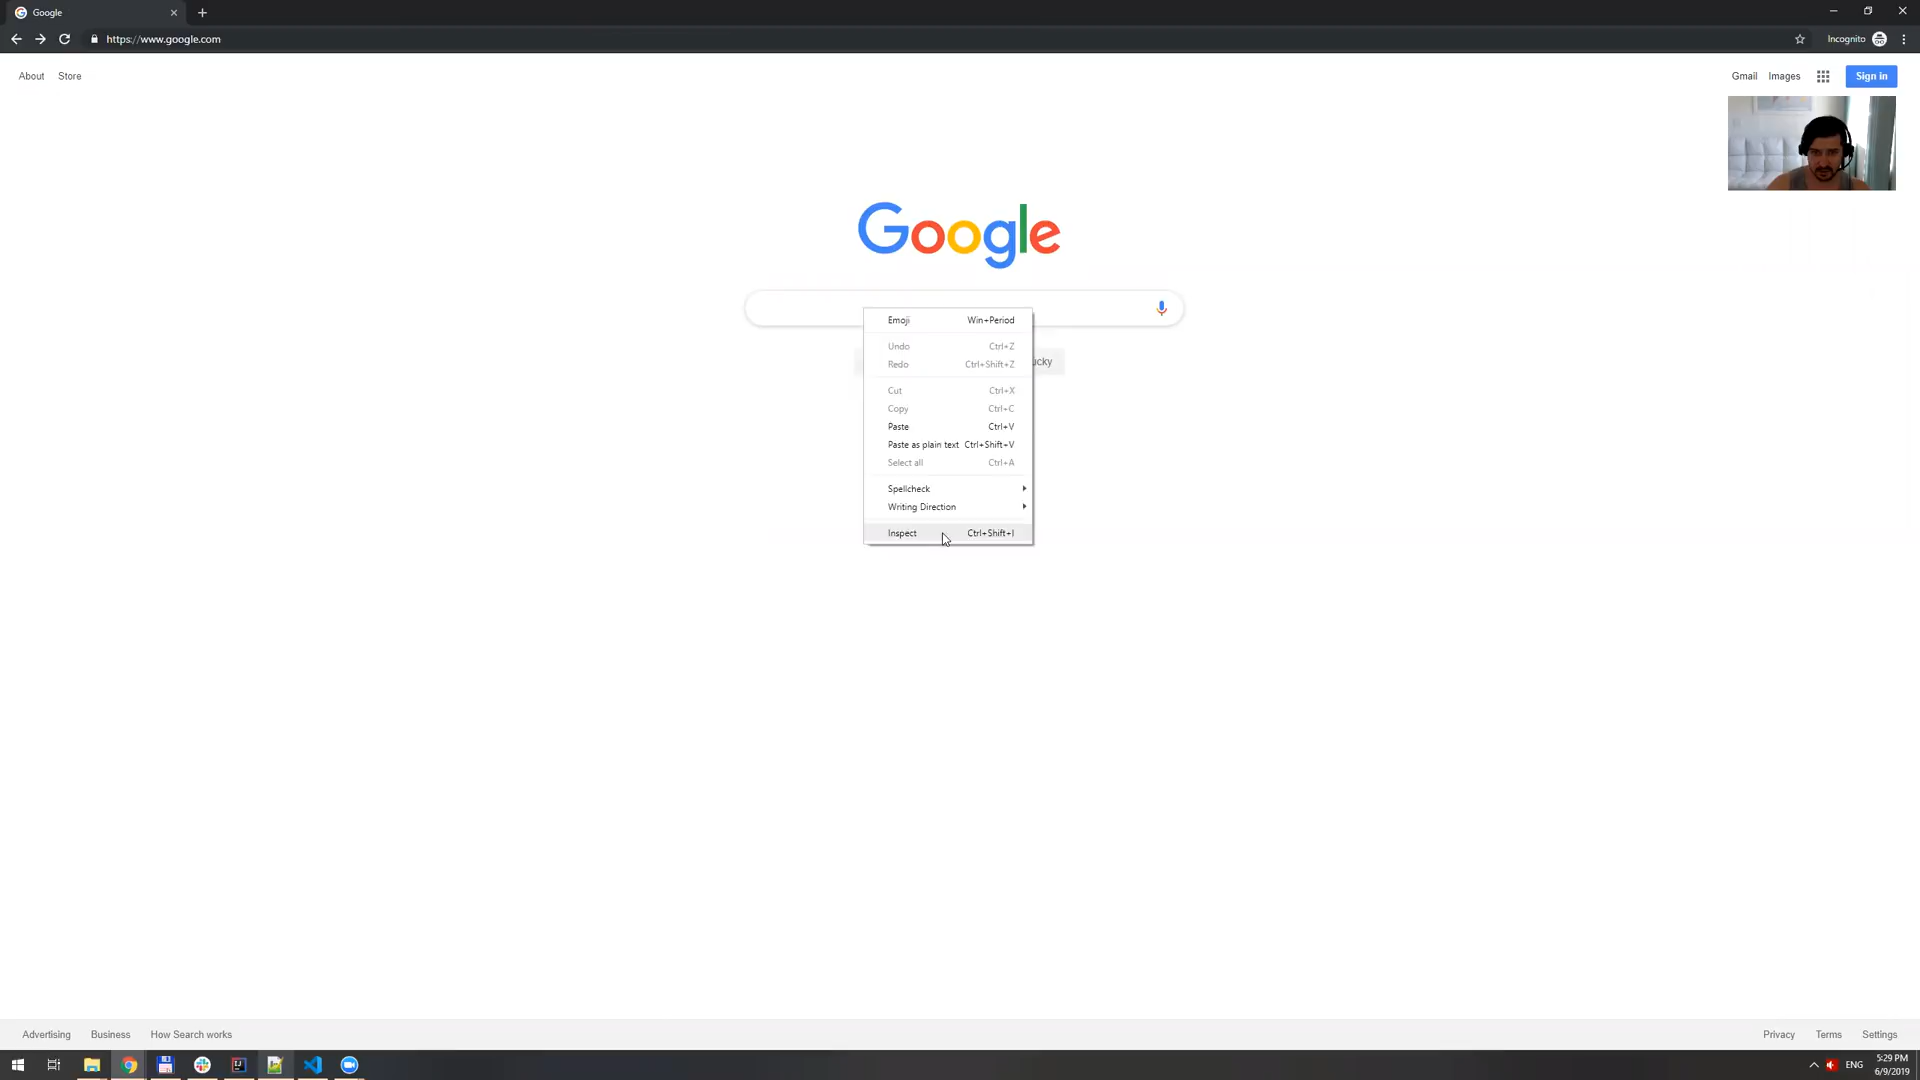 Google
https://www.google.com
Incognito
About Store
Gmail Images Sign in
Google
Emoji Win+Period
Undo Ctrl+Z
Redo Ctrl+Shift+Z
ucky
Cut Ctrl+X
Copy Ctrl+C
Paste Ctrl+V
Paste as plain text Ctrl+Shift+V
Select all Ctrl+A
Spellcheck
Writing Direction
Inspect Ctrl+Shift+I
Advertising Business How Search works
Privacy Terms Settings
ENG
5:29 PM
6/9/2019